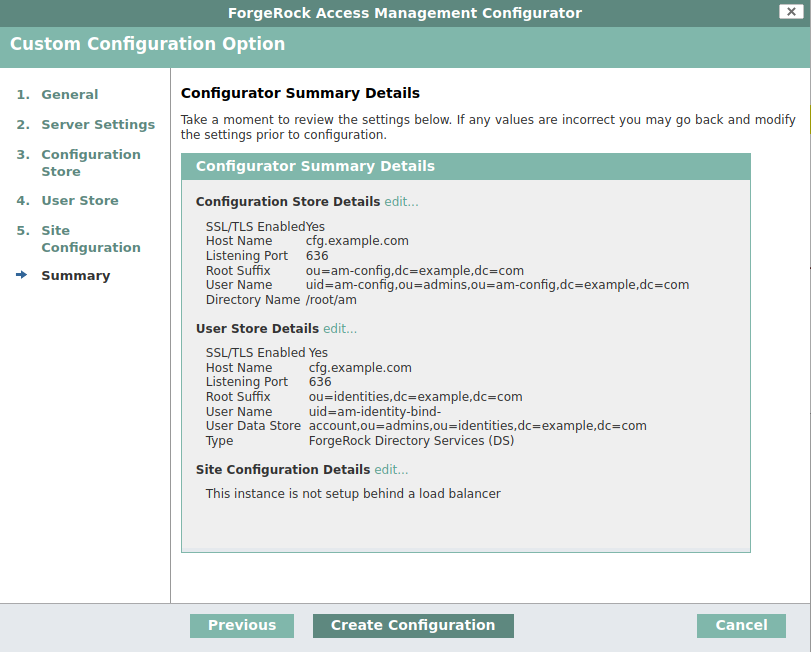 ForgeRock Access Management Configurator
Custom Configuration Option
1. General
2. Server Settings
3. Configuration
Store
4. User Store
5. Site
Configuration
Summary
Configurator Summary Details
Take a moment to review the settings below. If any values are incorrect you may go back and modify
the settings prior to configuration.
Configurator Summary Details
Configuration Store Details edit...
SSL/TLS EnabledYes
Host Name cfg.example.com
Listening Port 636
Root Suffix ou=am-config,dc=example,dc=com
User Name uid=am-config,ou=admins,ou=am-config,dc=example,dc=com
Directory Name /root/am
User Store Details edit...
SSL/TLS Enabled Yes
Host Name cfg.example.com
Listening Port 636
Root Suffix ou=identities,dc=example,dc=com
User Name uid=am-identity-bind-
User Data Store account,ou=admins,ou=identities,dc=example,dc=com
Type ForgeRock Directory Services (DS)
Site Configuration Details edit...
This instance is not setup behind a load balancer
Previous Create Configuration Cancel